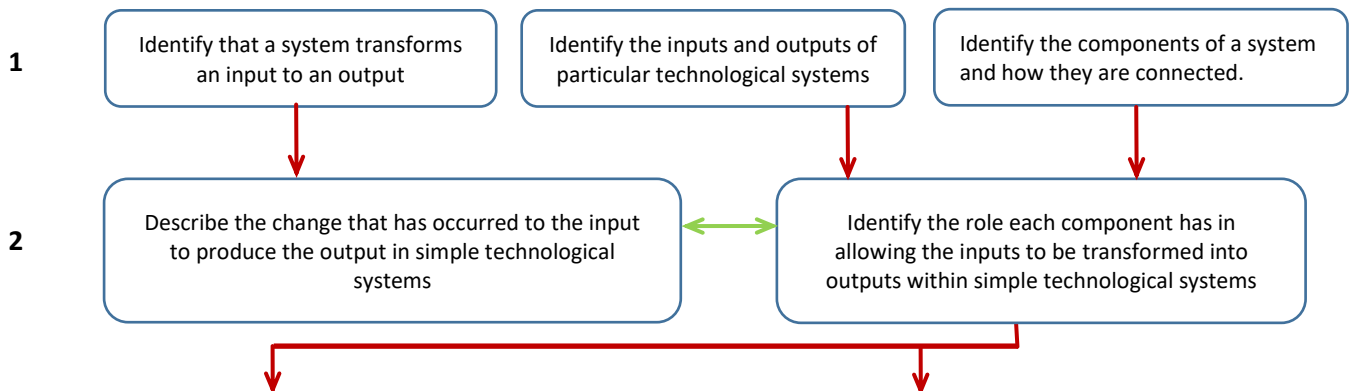 1
Identify that a system transforms
an input to an output
Identify the inputs and outputs of
particular technological systems
Identify the components of a system
and how they are connected.
2
Describe the change that has occurred to the input
to produce the output in simple technological
systems
Identify the role each component has in
allowing the inputs to be transformed into
outputs within simple technological systems